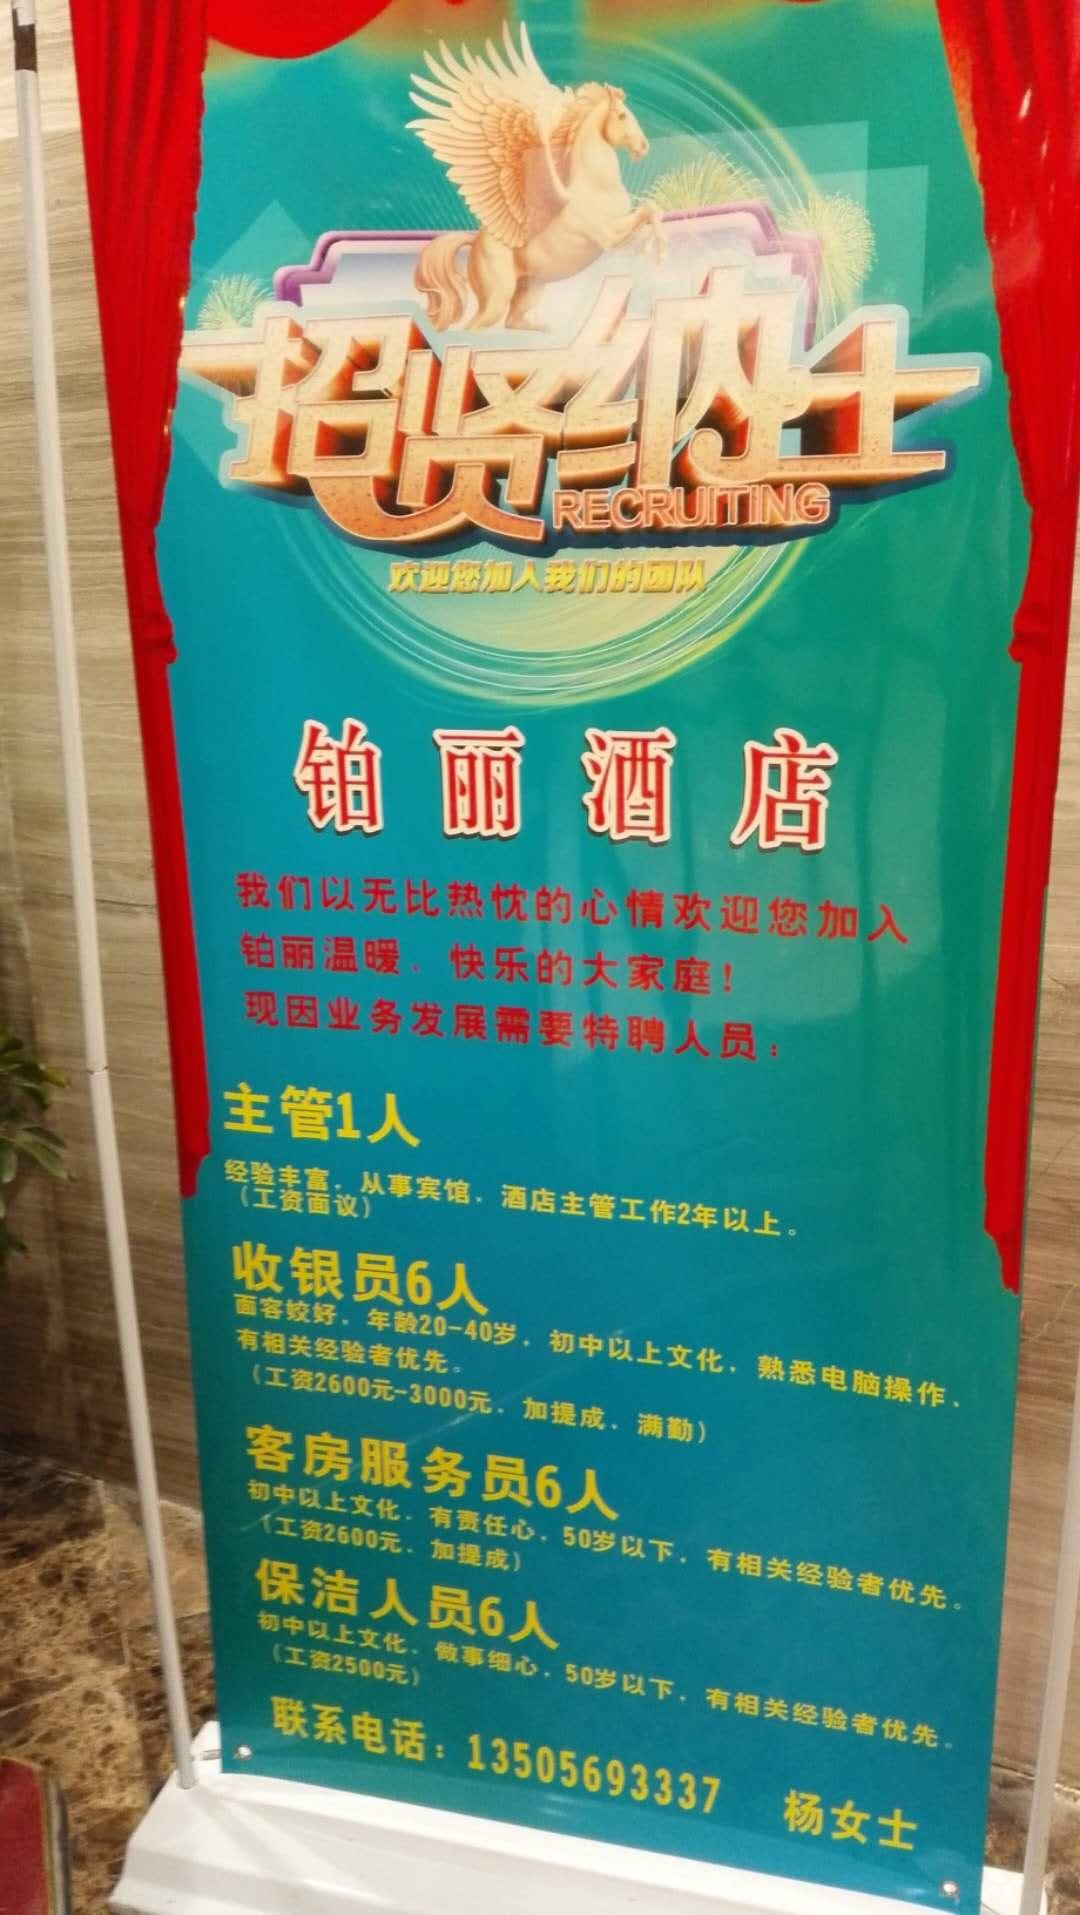 招贤纳士
RECRUITING
欢迎您加入我们的团队
铂丽酒店
我们以无比热忱的心情欢迎您加入
铂丽温暖、快乐的大家庭！
现因业务发展需要特聘人员：
主管1人
经验丰富、从事宾馆、酒店主管工作2年以上。
（工资面议）
收银员6人
面容姣好、年龄20-40岁、初中以上文化、熟悉电脑操作、
有相关经验者优先。
（工资2600元-3000元、加提成、满勤）
客房服务员6人
初中以上文化、有责任心、50岁以下、有相关经验者优先。
（工资2600元、加提成）
保洁人员6人
初中以上文化、做事细心、50岁以下、有相关经验者优先。
（工资2500元）
联系电话：13505693337 杨女士